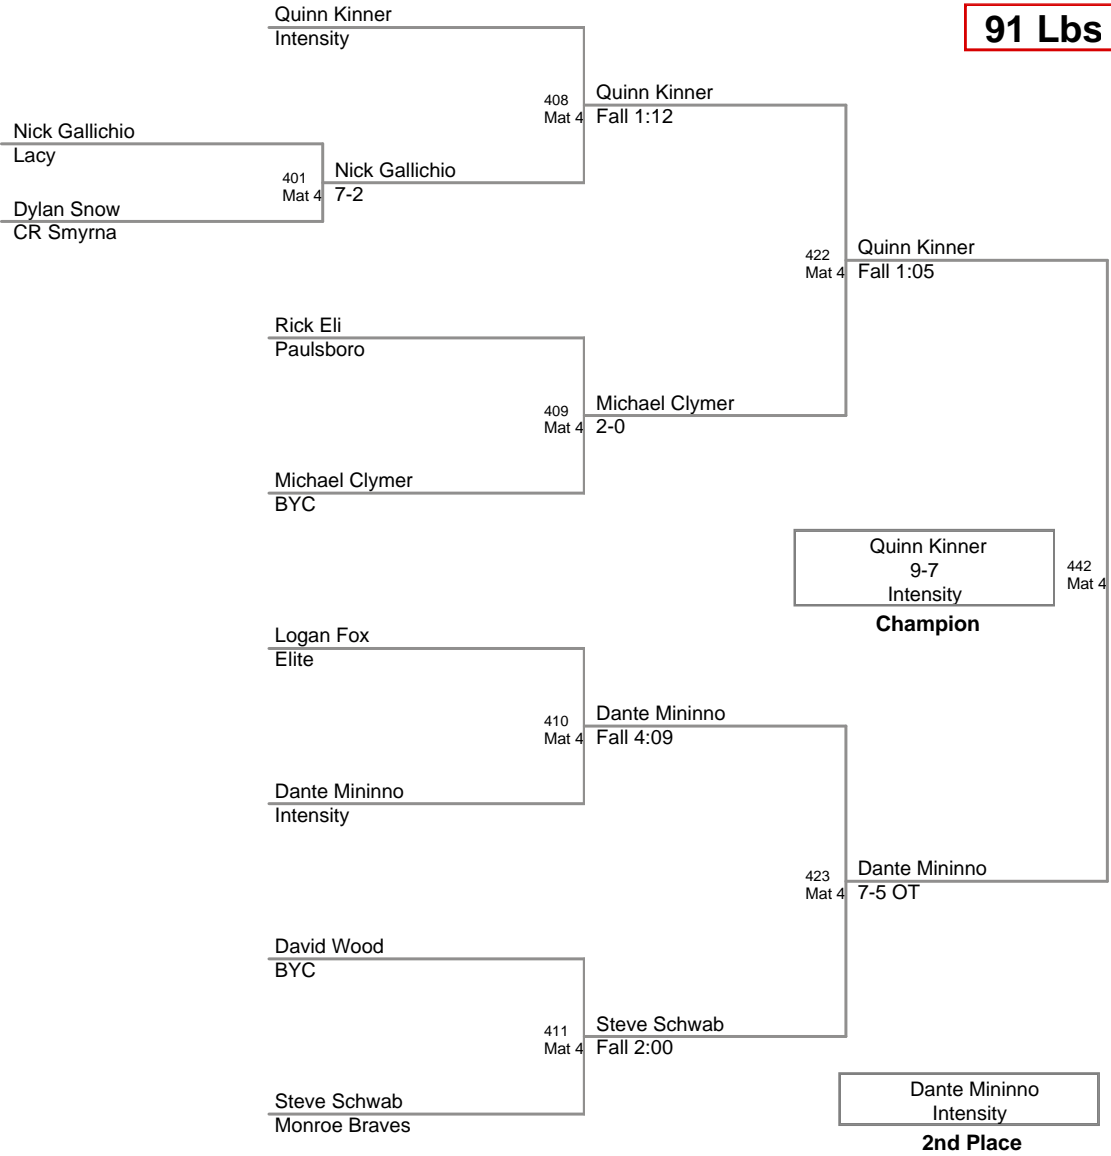 Quinn Kinner
Intensity
91 Lbs
408
Mat 4
Quinn Kinner
Fall 1:12
Nick Gallichio
Lacy
401
Mat 4
Nick Gallichio
7-2
Dylan Snow
CR Smyrna
422
Mat 4
Quinn Kinner
Fall 1:05
Rick Eli
Paulsboro
409
Mat 4
Michael Clymer
2-0
Michael Clymer
BYC
Quinn Kinner
9-7
Intensity
Champion
442
Mat 4
Logan Fox
Elite
410
Mat 4
Dante Mininno
Fall 4:09
Dante Mininno
Intensity
423
Mat 4
Dante Mininno
7-5 OT
David Wood
BYC
411
Mat 4
Steve Schwab
Fall 2:00
Steve Schwab
Monroe Braves
Dante Mininno
Intensity
2nd Place